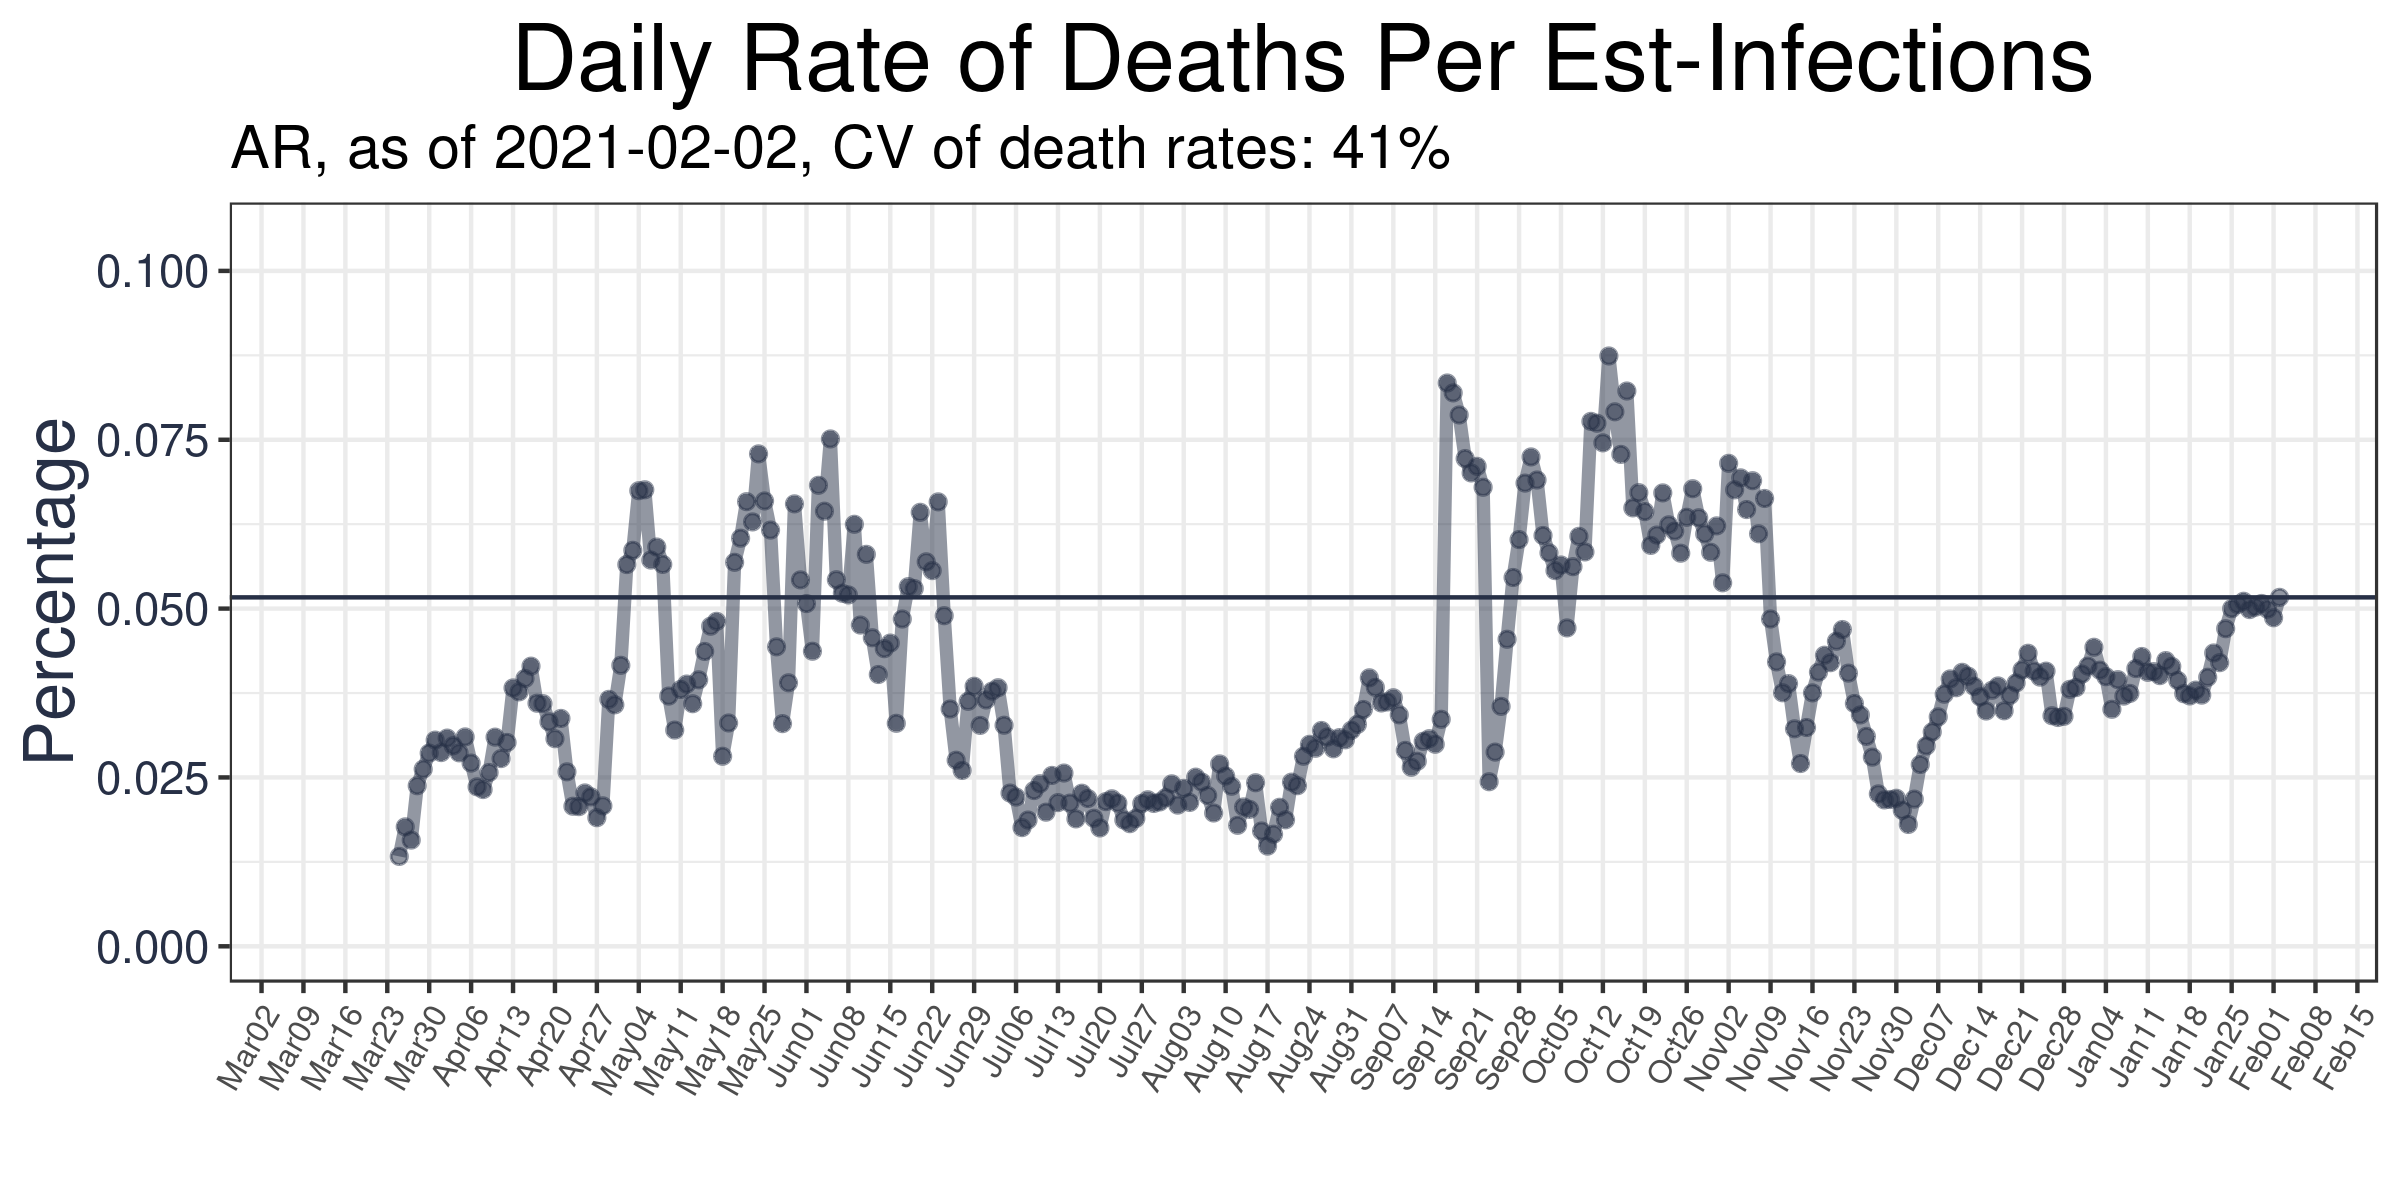 Daily Rate of Deaths Per Est-Infections
AR, as of 2021-02-02, CV of death rates: 41%
Percentage
0.100
0.075
0.050
0.025
0.000
Mar02
Mar09
Mar16
Mar23
Mar30
Apr06
Apr13
Apr20
Apr27
May04
May11
May18
May25
Jun01
Jun08
Jun15
Jun22
Jun29
Jul06
Jul13
Jul20
Jul27
Aug03
Aug10
Aug17
Aug24
Aug31
Sep07
Sep14
Sep21
Sep28
Oct05
Oct12
Oct19
Oct26
Nov02
Nov09
Nov16
Nov23
Nov30
Dec07
Dec14
Dec21
Dec28
Jan04
Jan11
Jan18
Jan25
Feb01
Feb08
Feb15